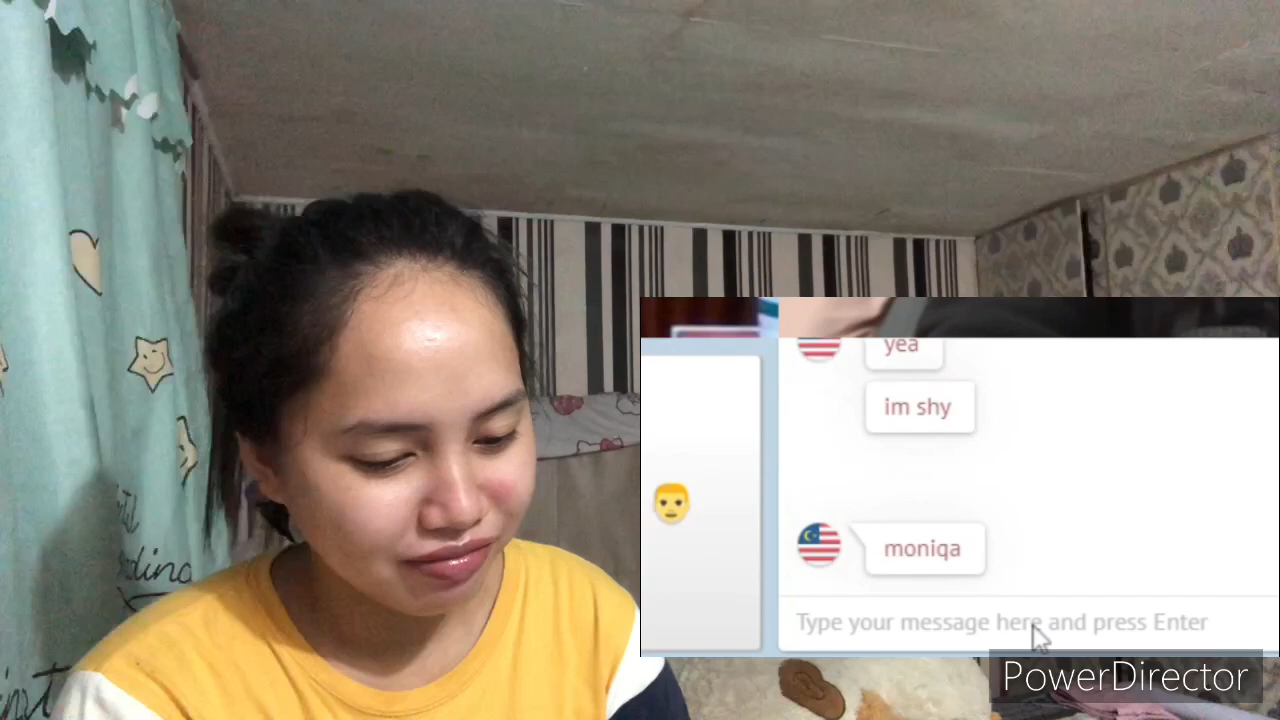 yea
im shy
moniqa
Type your message here and press Enter
PowerDirector